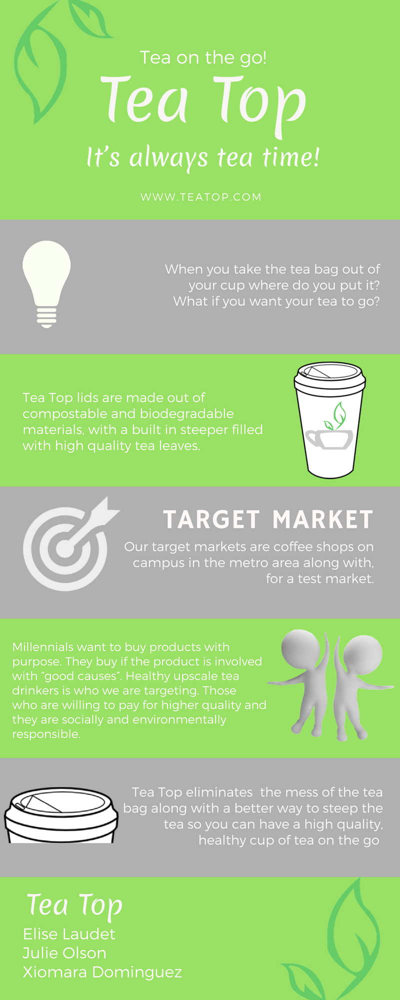 Tea on the go!
Tea Top
It's always tea time!
WWW.TEATOP.COM
When you take the tea bag out of
your cup where do you put it?
What if you want your tea to go?
Tea Top lids are made out of
compostable and biodegradable
materials, with a built in steeper filled
with high quality tea leaves.
TARGET MARKET
Our target markets are coffee shops on
campus in the metro area along with,
for a test market.
Millennials want to buy products with
purpose. They buy if the product is involved
with “good causes”. Healthy upscale tea
drinkers is who we are targeting. Those
who are willing to pay for higher quality and
they are socially and environmentally
responsible.
Tea Top eliminates  the mess of the tea
bag along with a better way to steep the
tea so you can have a high quality,
healthy cup of tea on the go
Tea Top
Elise Laudet
Julie Olson
Xiomara Dominguez